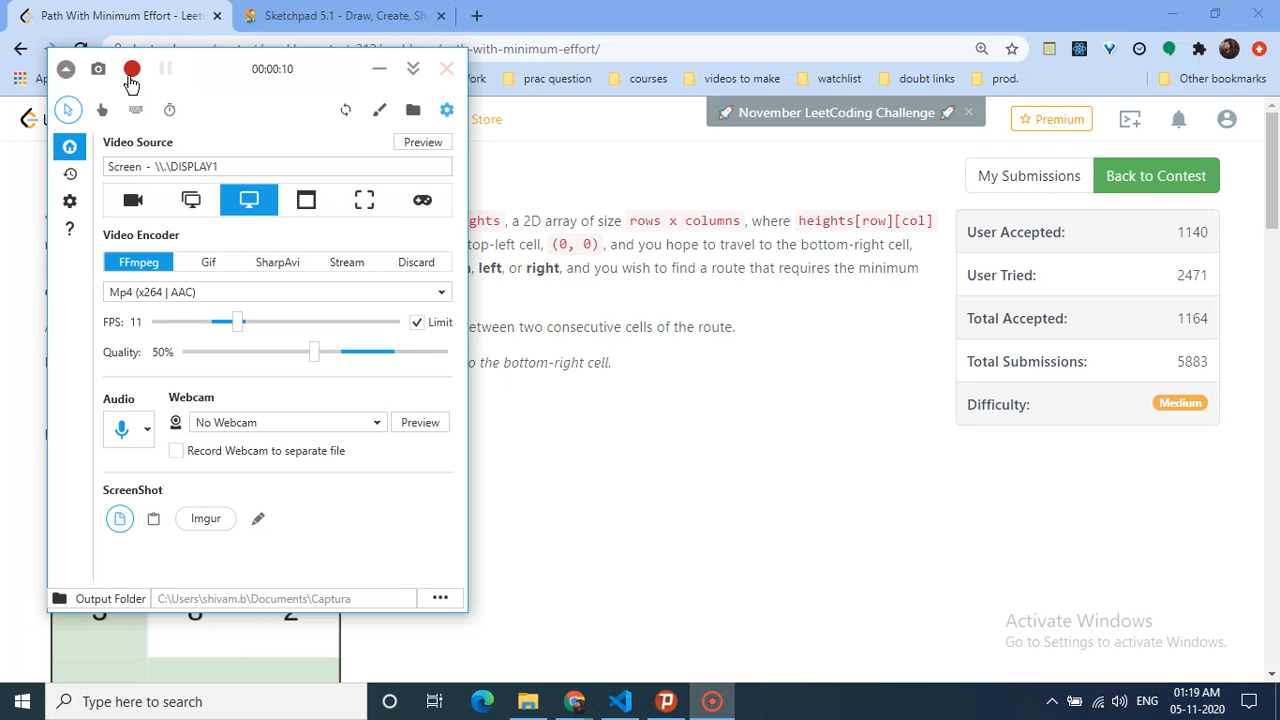 Path With Minimum Effort - Leet
Sketchpad 5.1 - Draw, Create, Sh
-with-minimum-effort/
Ap
ork
prac question
courses
videos to make
watchlist
doubt lists
prod.
Other bookmarks
00:00:10
Store
🚀 November LeetCoding Challenge 🚀
Premium
Video Source
Preview
Screen - \\.\DISPLAY1
My Submissions
Back to Contest
ghts, a 2D array of size rows x columns, where heights[row][col]
top-left cell, (0, 0), and you hope to travel to the bottom-right cell,
left, or right, and you wish to find a route that requires the minimum
etween two consecutive cells of the route.
o the bottom-right cell.
User Accepted: 1140
User Tried: 2471
Total Accepted: 1164
Total Submissions: 5883
Difficulty: Medium
Video Encoder
FFmpeg
Gif
SharpAvi
Stream
Discard
Mp4 (x264 | AAC)
FPS: 11
Limit
Quality: 50%
Audio
Webcam
No Webcam
Preview
Record Webcam to separate file
ScreenShot
Imgur
Output Folder
C:\Users\shivam.b\Documents\Captura
•••
2
Activate Windows
Go to Settings to activate Windows.
Type here to search
ENG
01:19 AM
05-11-2020